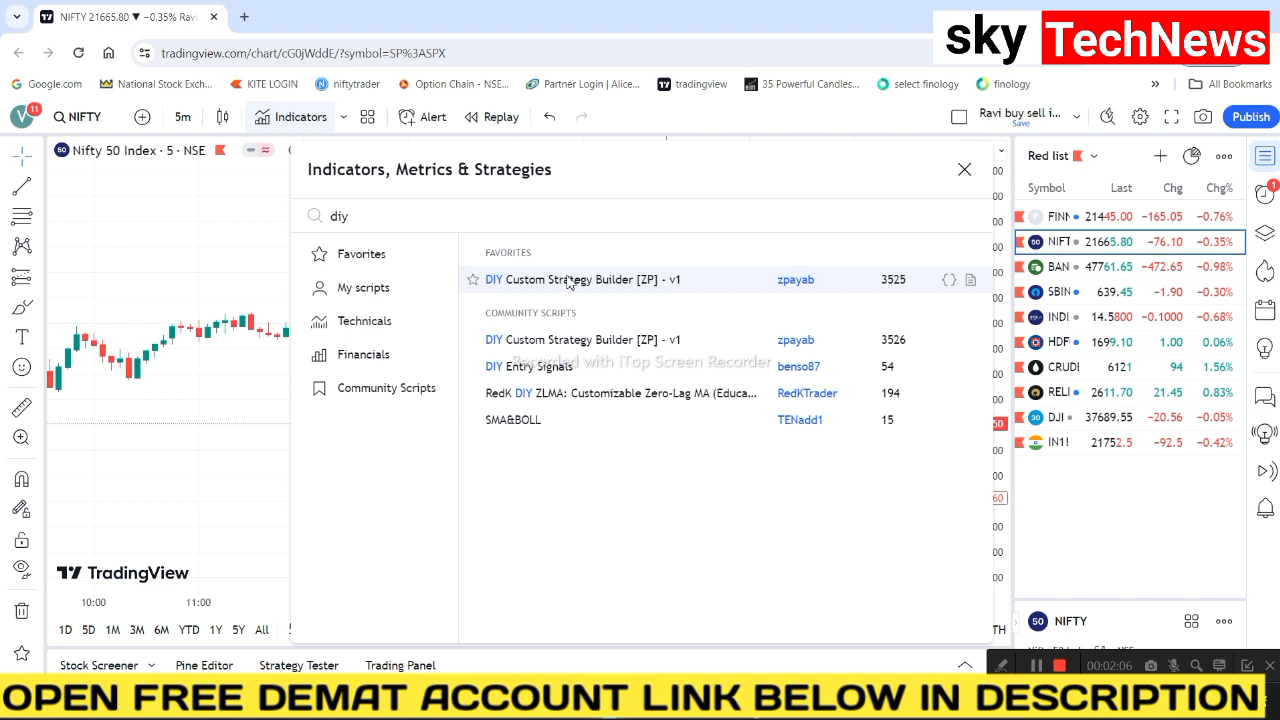 NIFTY 21665.80 ▼ −0.35% Ravi
sky TechNews
Google.com
National Stock Exch...
KITE LOGIN
niftytrader
Option Chain - NSE...
Partner Login | Alice...
tradingview
35 Powerful Candles...
select finology
finology
»
All Bookmarks
V
11
NIFTY
5m
Indicators
Alert
Replay
Ravi buy sell i...
Save
Publish
50 Nifty 50 Index · 5 · NSE
Indicators, Metrics & Strategies
diy
Favorites
My scripts
Technicals
Financials
Community Scripts
FAVORITES
DIY Custom Strategy Builder [ZP] - v1 zpayab 3525
COMMUNITY SCRIPTS
DIY Custom Strategy Builder [ZP] - v1 zpayab 3526
Recorded with iTop Screen Recorder
DIY Entry Signals benso87 54
RedK DIY ZLMA: Customizable Zero-Lag MA (Educa... RedKTrader 194
SMA&BOLL TENadd1 15
Red list
Symbol Last Chg Chg%
FINN 21445.00 −165.05 −0.76%
50 NIFT 21665.80 −76.10 −0.35%
BAN 47761.65 −472.65 −0.98%
SBIN 639.45 −1.90 −0.30%
INDI 14.5800 −0.1000 −0.68%
HDF 1699.10 1.00 0.06%
CRUDE 6121 94 1.56%
RELI 2611.70 21.45 0.83%
30 DJI 37689.55 −20.56 −0.05%
IN1! 21752.5 −92.5 −0.42%
1
TradingView
10:00 11:00
1D 5D 1M 3M 6M YTD 1Y 5Y All
TH
50 NIFTY
Stock Screener
Pine Editor
Strategy Tester
Trading Panel
00:02:06
OPEN FREE DEMAT ACCOUNT LINK BELOW IN DESCRIPTION